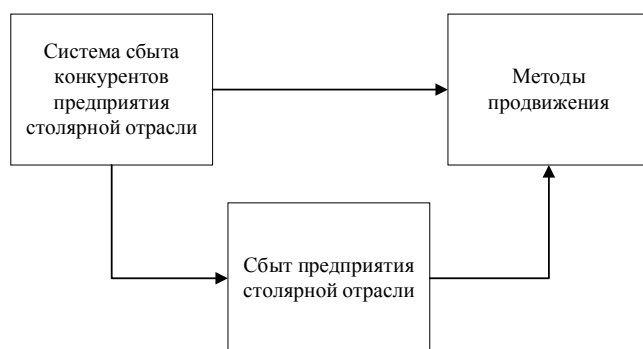 Система сбыта
конкурентов
предприятия
столярной отрасли
Методы
продвижения
Сбыт предприятия
столярной отрасли